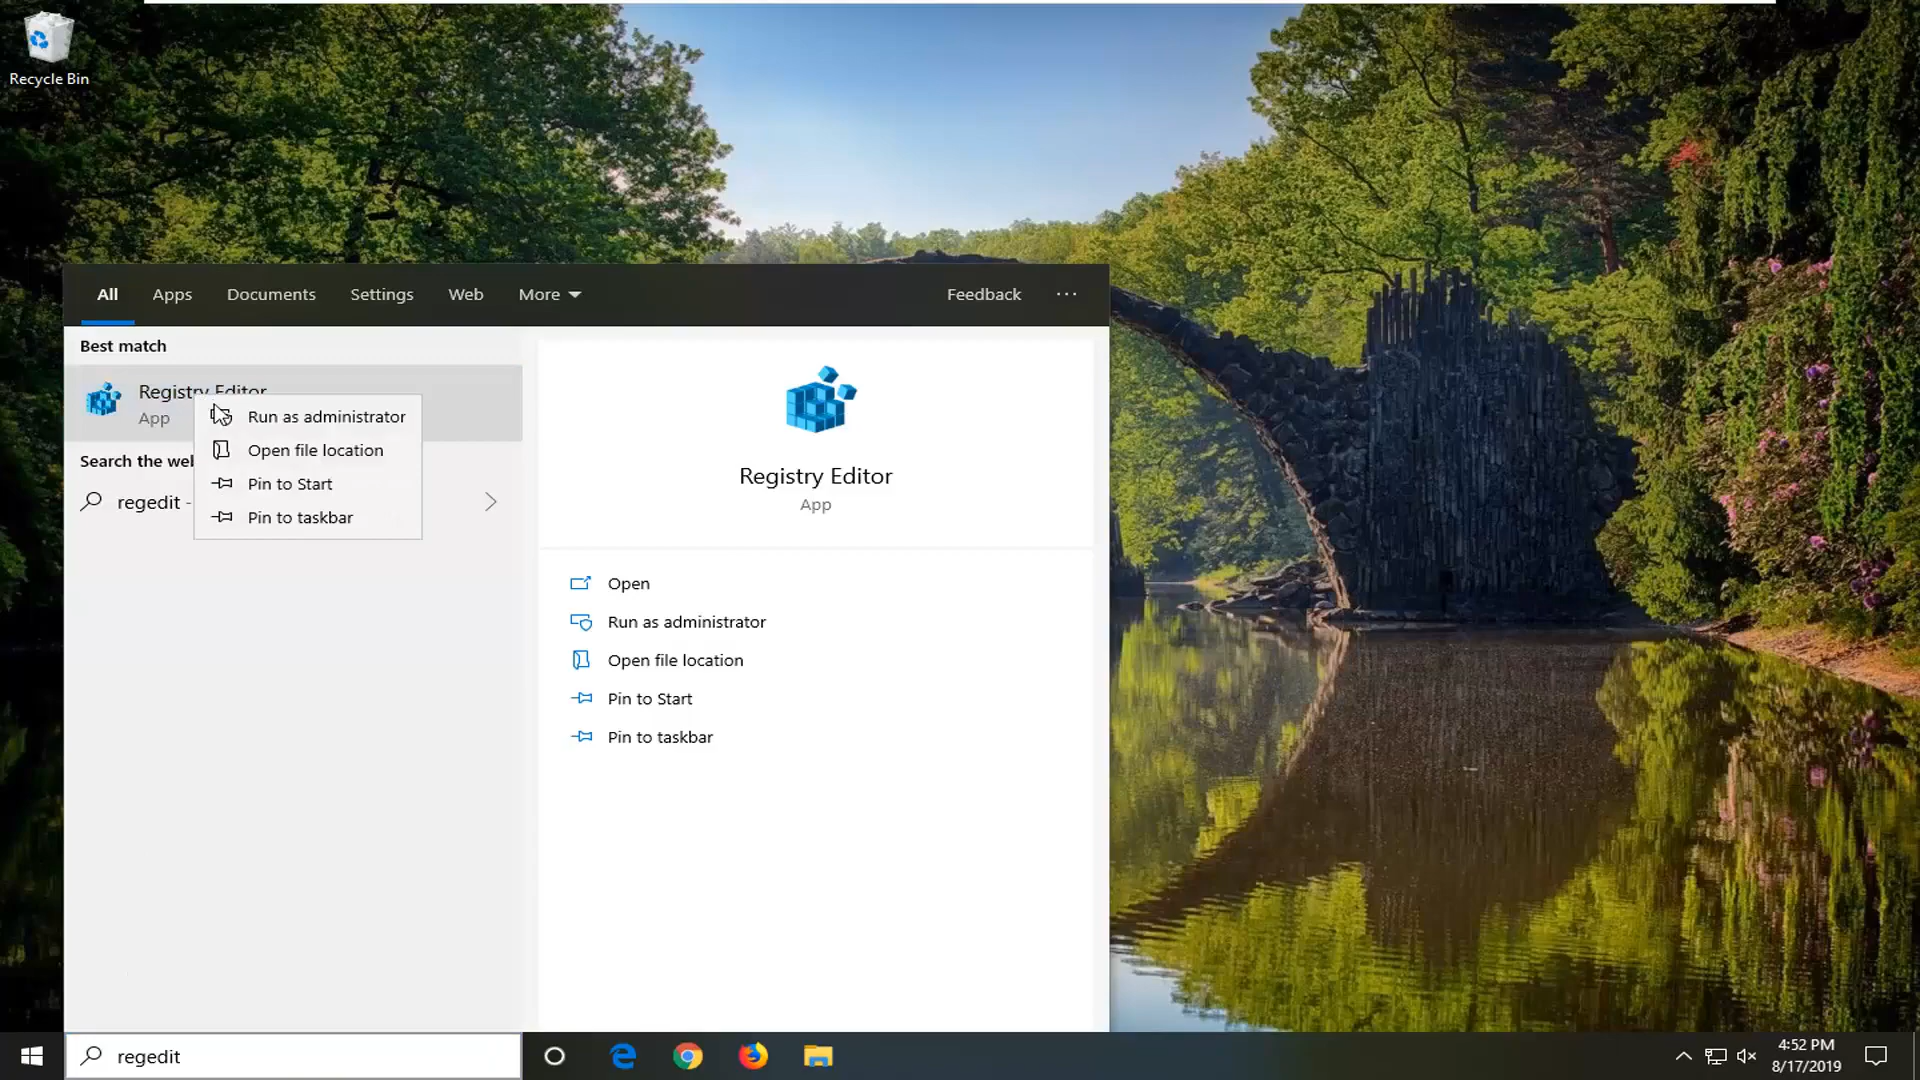 Recycle Bin
All Apps Documents Settings Web More Feedback
Best match
Registry Editor
App
Run as administrator
Open file location
Pin to Start
Pin to taskbar
Search the
regedit -
Registry Editor
App
Open
Run as administrator
Open file location
Pin to Start
Pin to taskbar
regedit
4:52 PM
8/17/2019